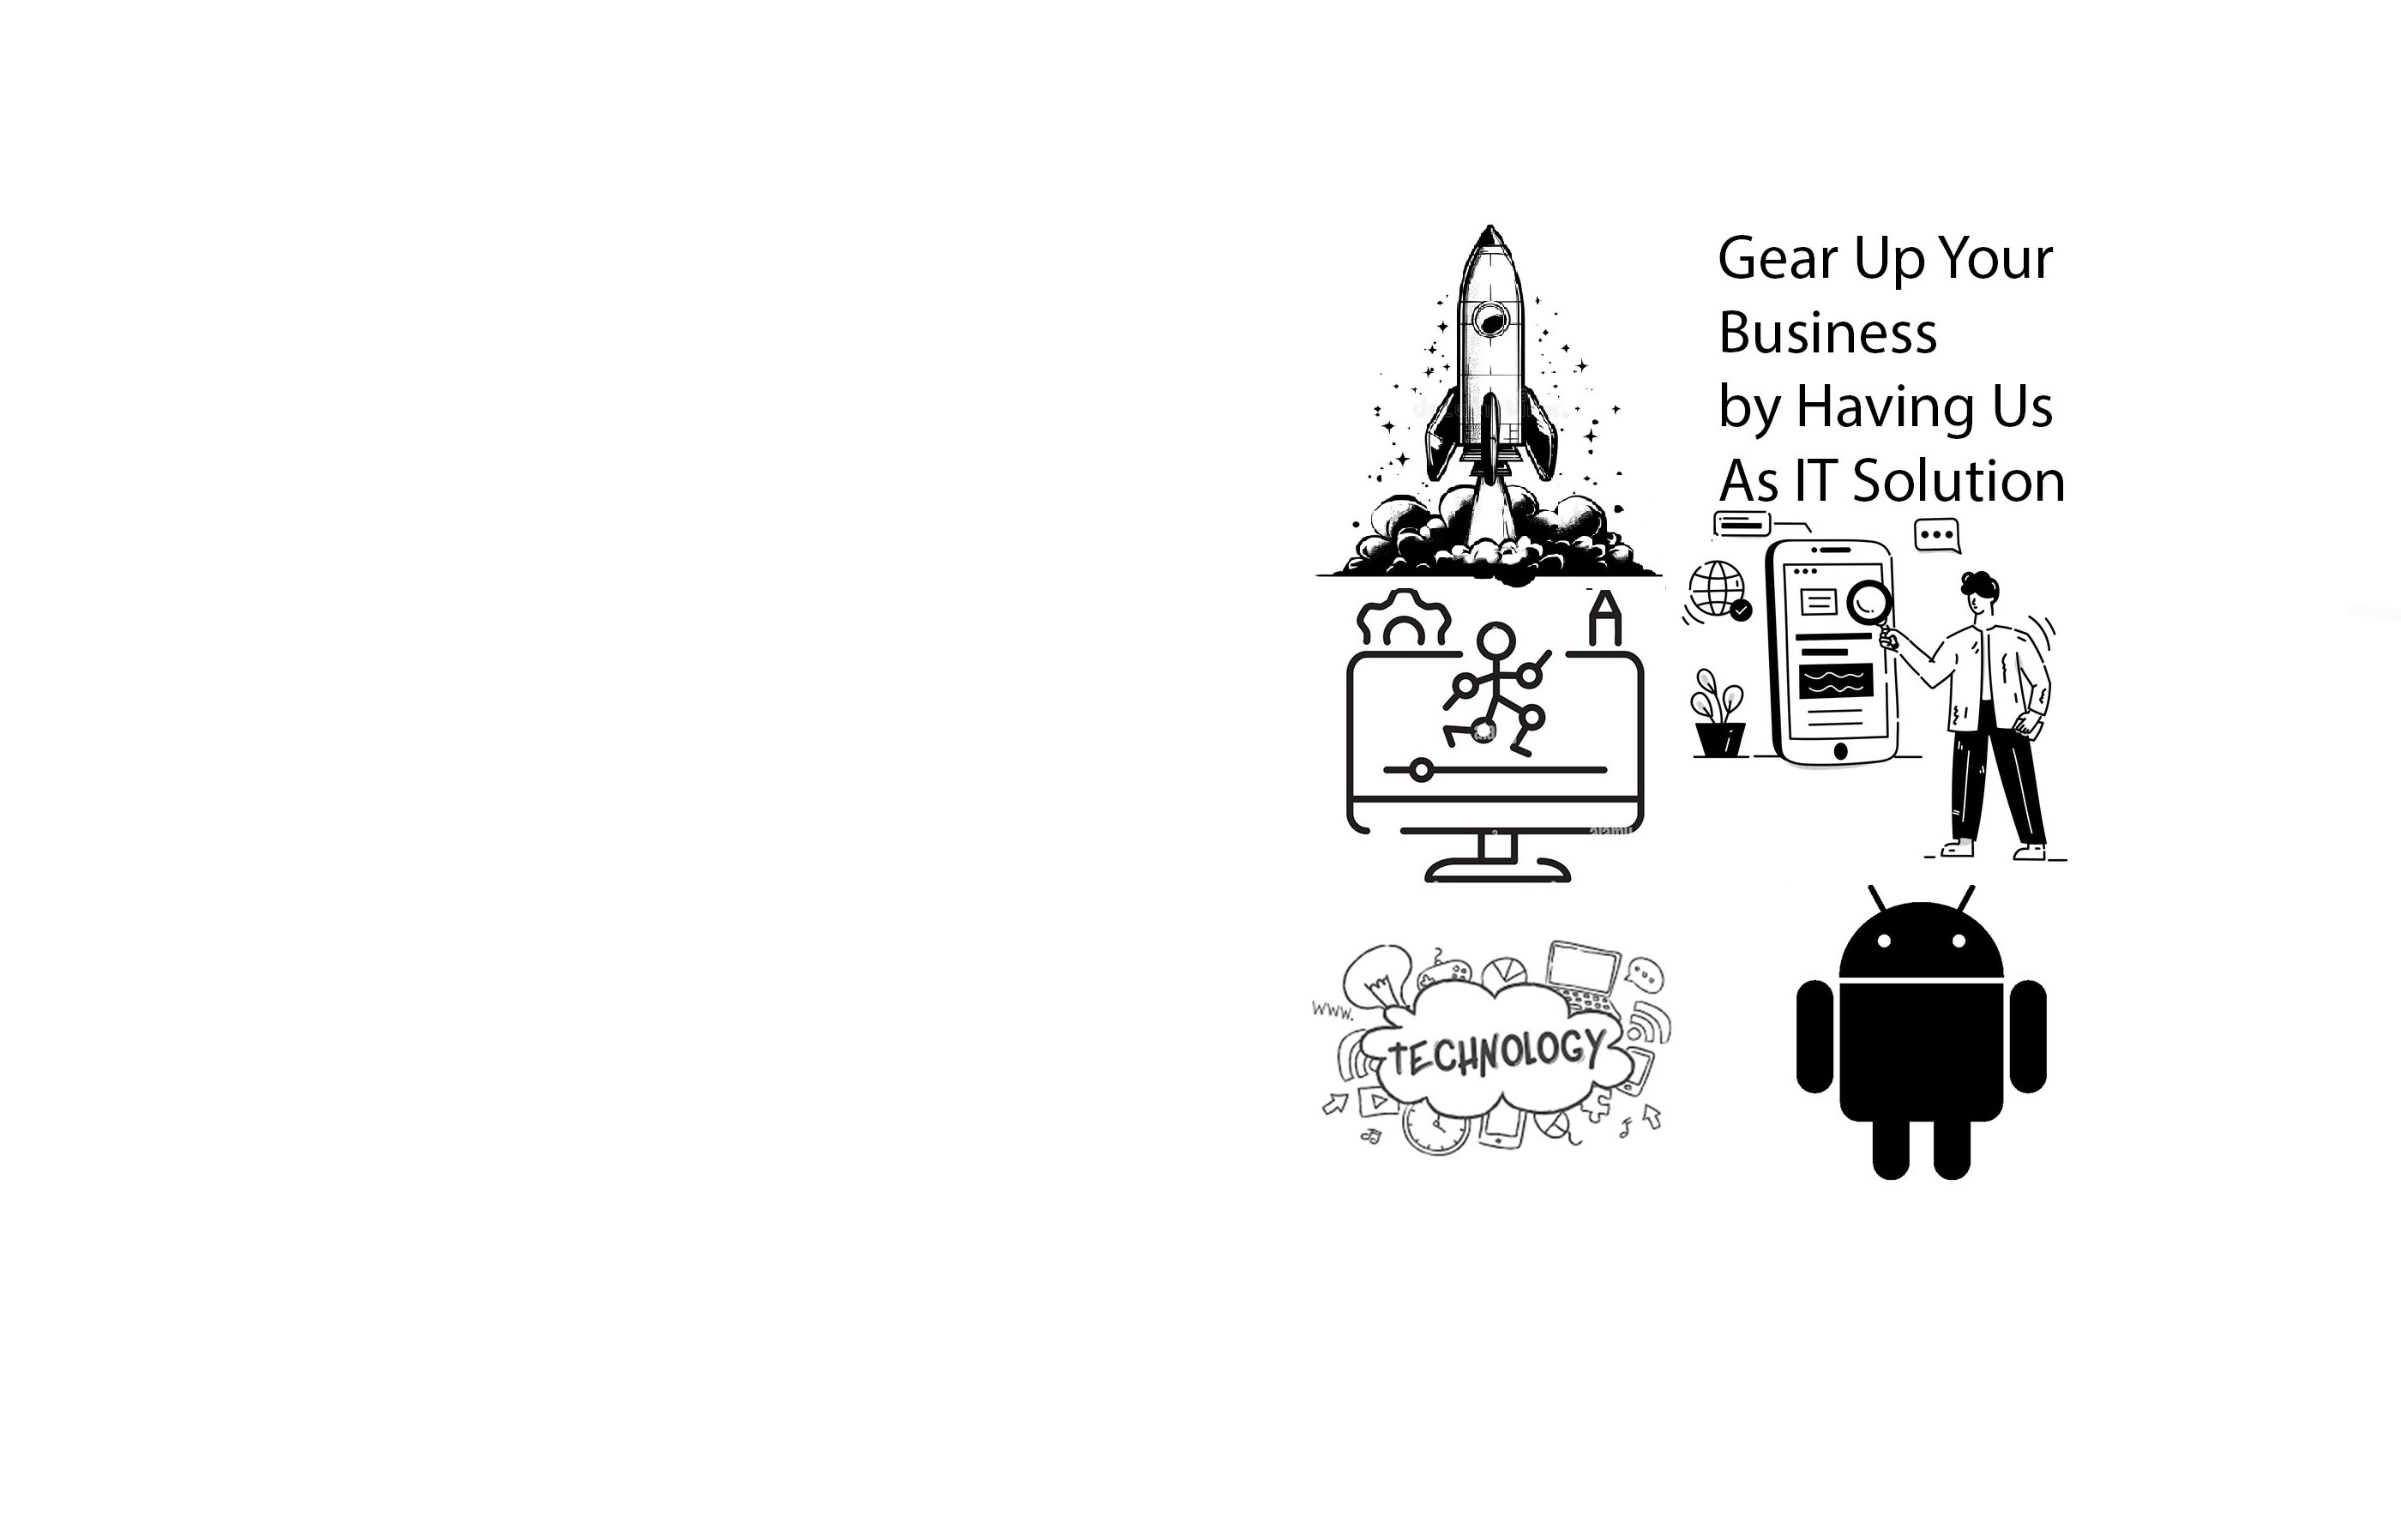 Gear Up Your
Business
by Having Us
As IT Solution
WWW.
TECHNOLOGY